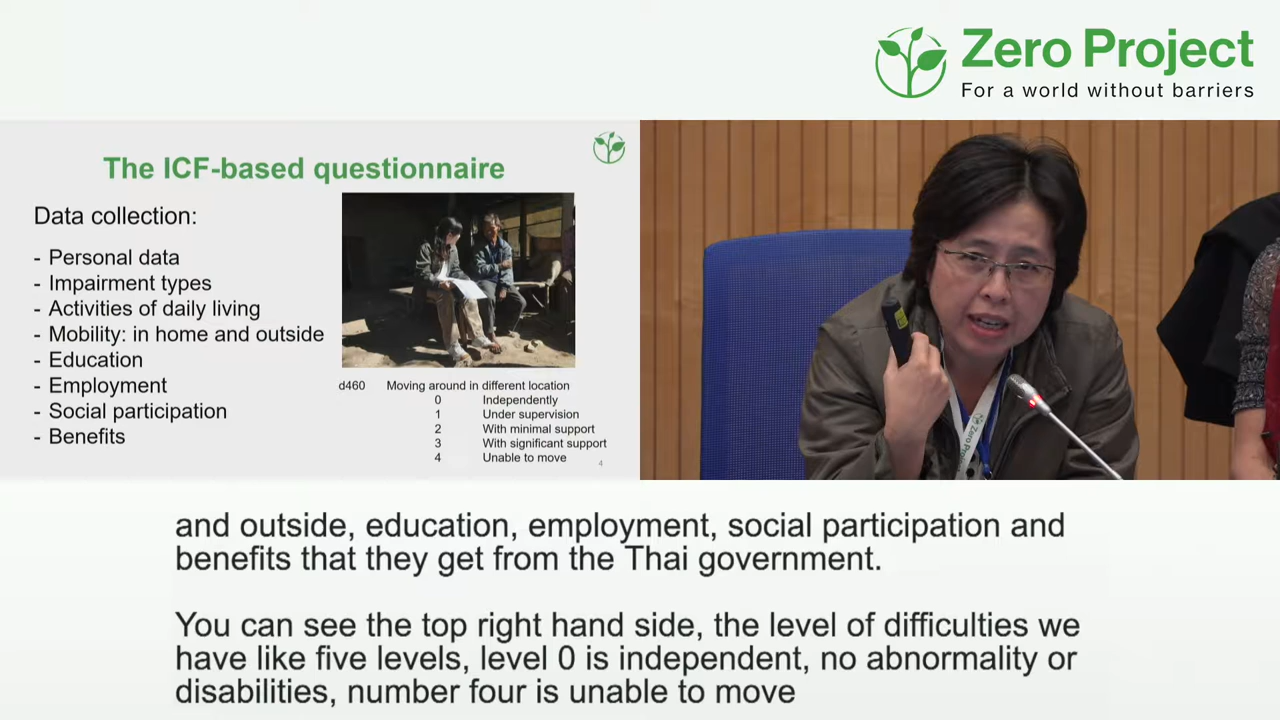 Zero Project
For a world without barriers
The ICF-based questionnaire
Data collection:
- Personal data
- Impairment types
- Activities of daily living
- Mobility: in home and outside
- Education
- Employment
- Social participation
- Benefits
d460 Moving around in different location
0 Independently
1 Under supervision
2 With minimal support
3 With significant support
4 Unable to move
4
Zero Project
and outside, education, employment, social participation and
benefits that they get from the Thai government.
You can see the top right hand side, the level of difficulties we
have like five levels, level 0 is independent, no abnormality or
disabilities, number four is unable to move